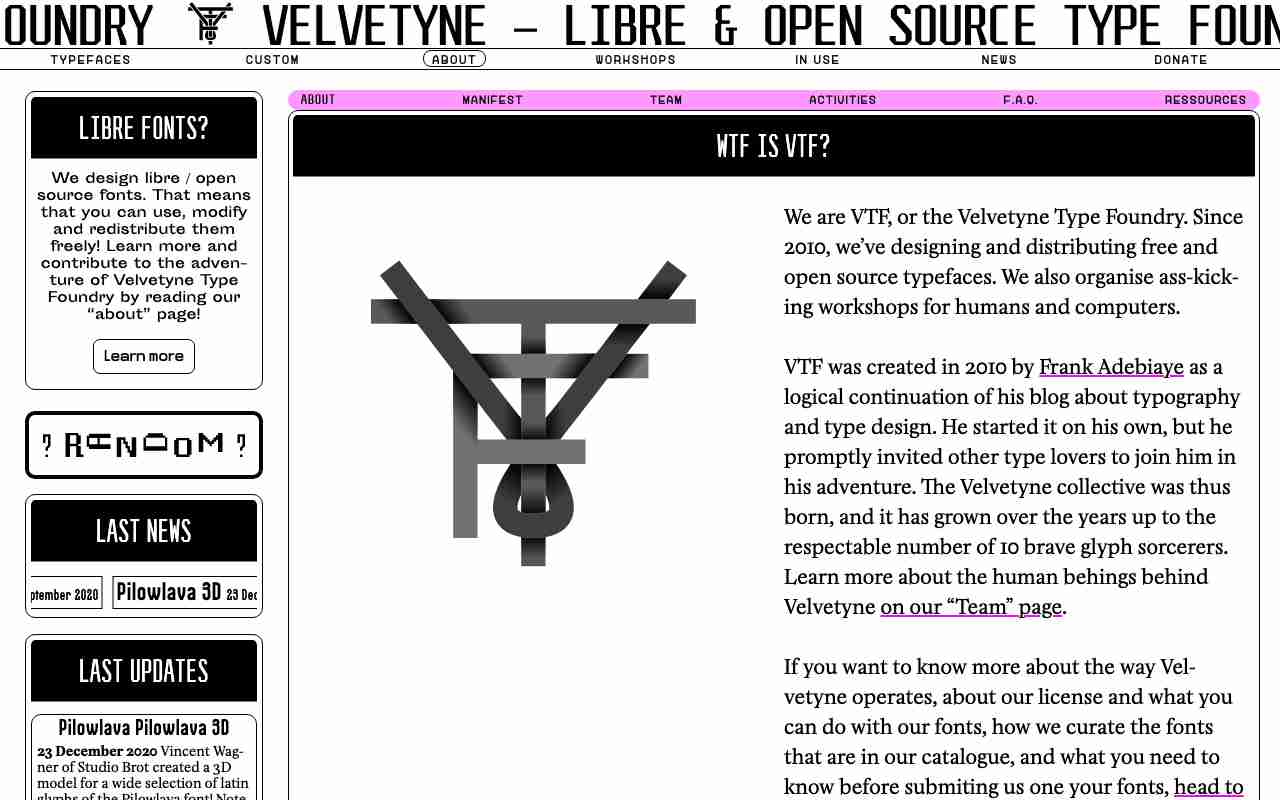 OUNDRY VELVETYNE – LIBRE & OPEN SOURCE TYPE FOUN
TYPEFACES CUSTOM ABOUT WORKSHOPS IN USE NEWS DONATE
ABOUT MANIFEST TEAM ACTIVITIES F.A.Q. RESSOURCES
LIBRE FONTS?
We design libre / open
source fonts. That means
that you can use, modify
and redistribute them
freely! Learn more and
contribute to the adven-
ture of Velvetyne Type
Foundry by reading our
“about” page!
Learn more
? RANDOM ?
LAST NEWS
ptember 2020 Pilowlava 3D 23 Dec
LAST UPDATES
Pilowlava Pilowlava 3D
23 December 2020 Vincent Wag-
ner of Studio Brot created a 3D
model for a wide selection of latin
glyphs of the Pilowlava font! Note
WTF IS VTF?
We are VTF, or the Velvetyne Type Foundry. Since
2010, we’ve designing and distributing free and
open source typefaces. We also organise ass-kick-
ing workshops for humans and computers.
VTF was created in 2010 by Frank Adebiaye as a
logical continuation of his blog about typography
and type design. He started it on his own, but he
promptly invited other type lovers to join him in
his adventure. The Velvetyne collective was thus
born, and it has grown over the years up to the
respectable number of 10 brave glyph sorcerers.
Learn more about the human behings behind
Velvetyne on our “Team” page.
If you want to know more about the way Vel-
vetyne operates, about our license and what you
can do with our fonts, how we curate the fonts
that are in our catalogue, and what you need to
know before submiting us one your fonts, head to